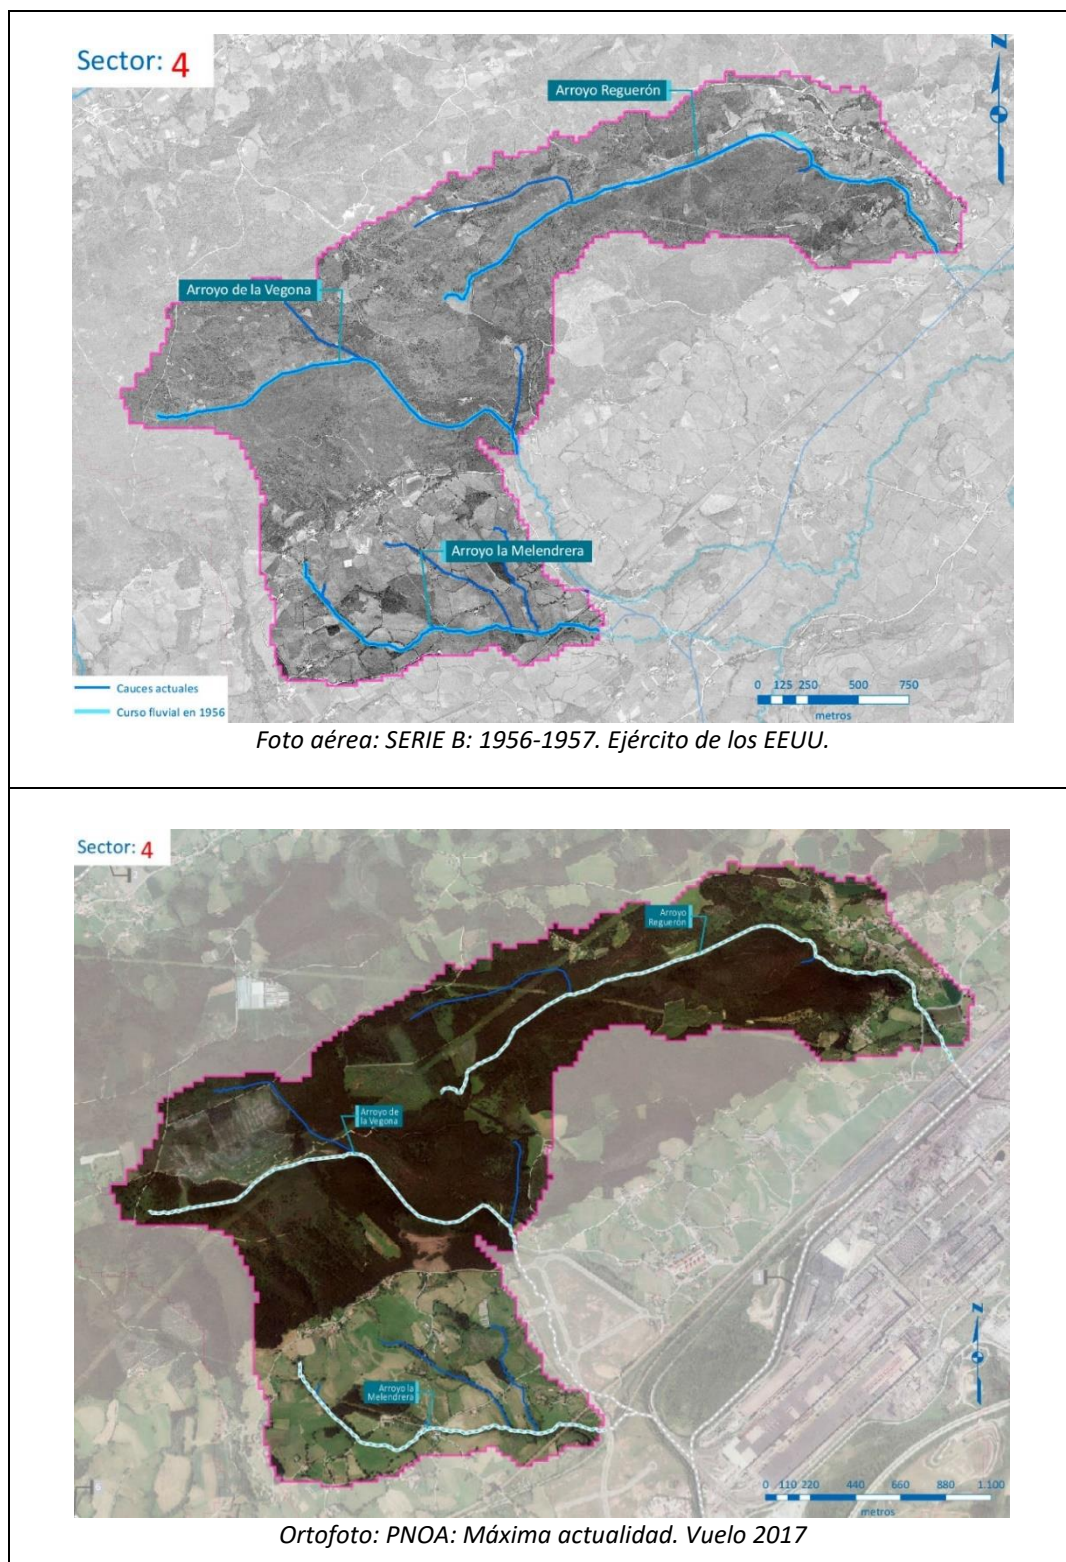 Sector: 4
N
Arroyo Reguerón
Arroyo de la Vegona
Arroyo la Melendrera
Cauces actuales
Curso fluvial en 1956
0 125 250 500 750
metros
Foto aérea: SERIE B: 1956-1957. Ejército de los EEUU.
Sector: 4
Arroyo
Reguerón
Arroyo de
la Vegona
Arroyo la
Melendrera
N
0 110 220 440 660 880 1.100
metros
Ortofoto: PNOA: Máxima actualidad. Vuelo 2017